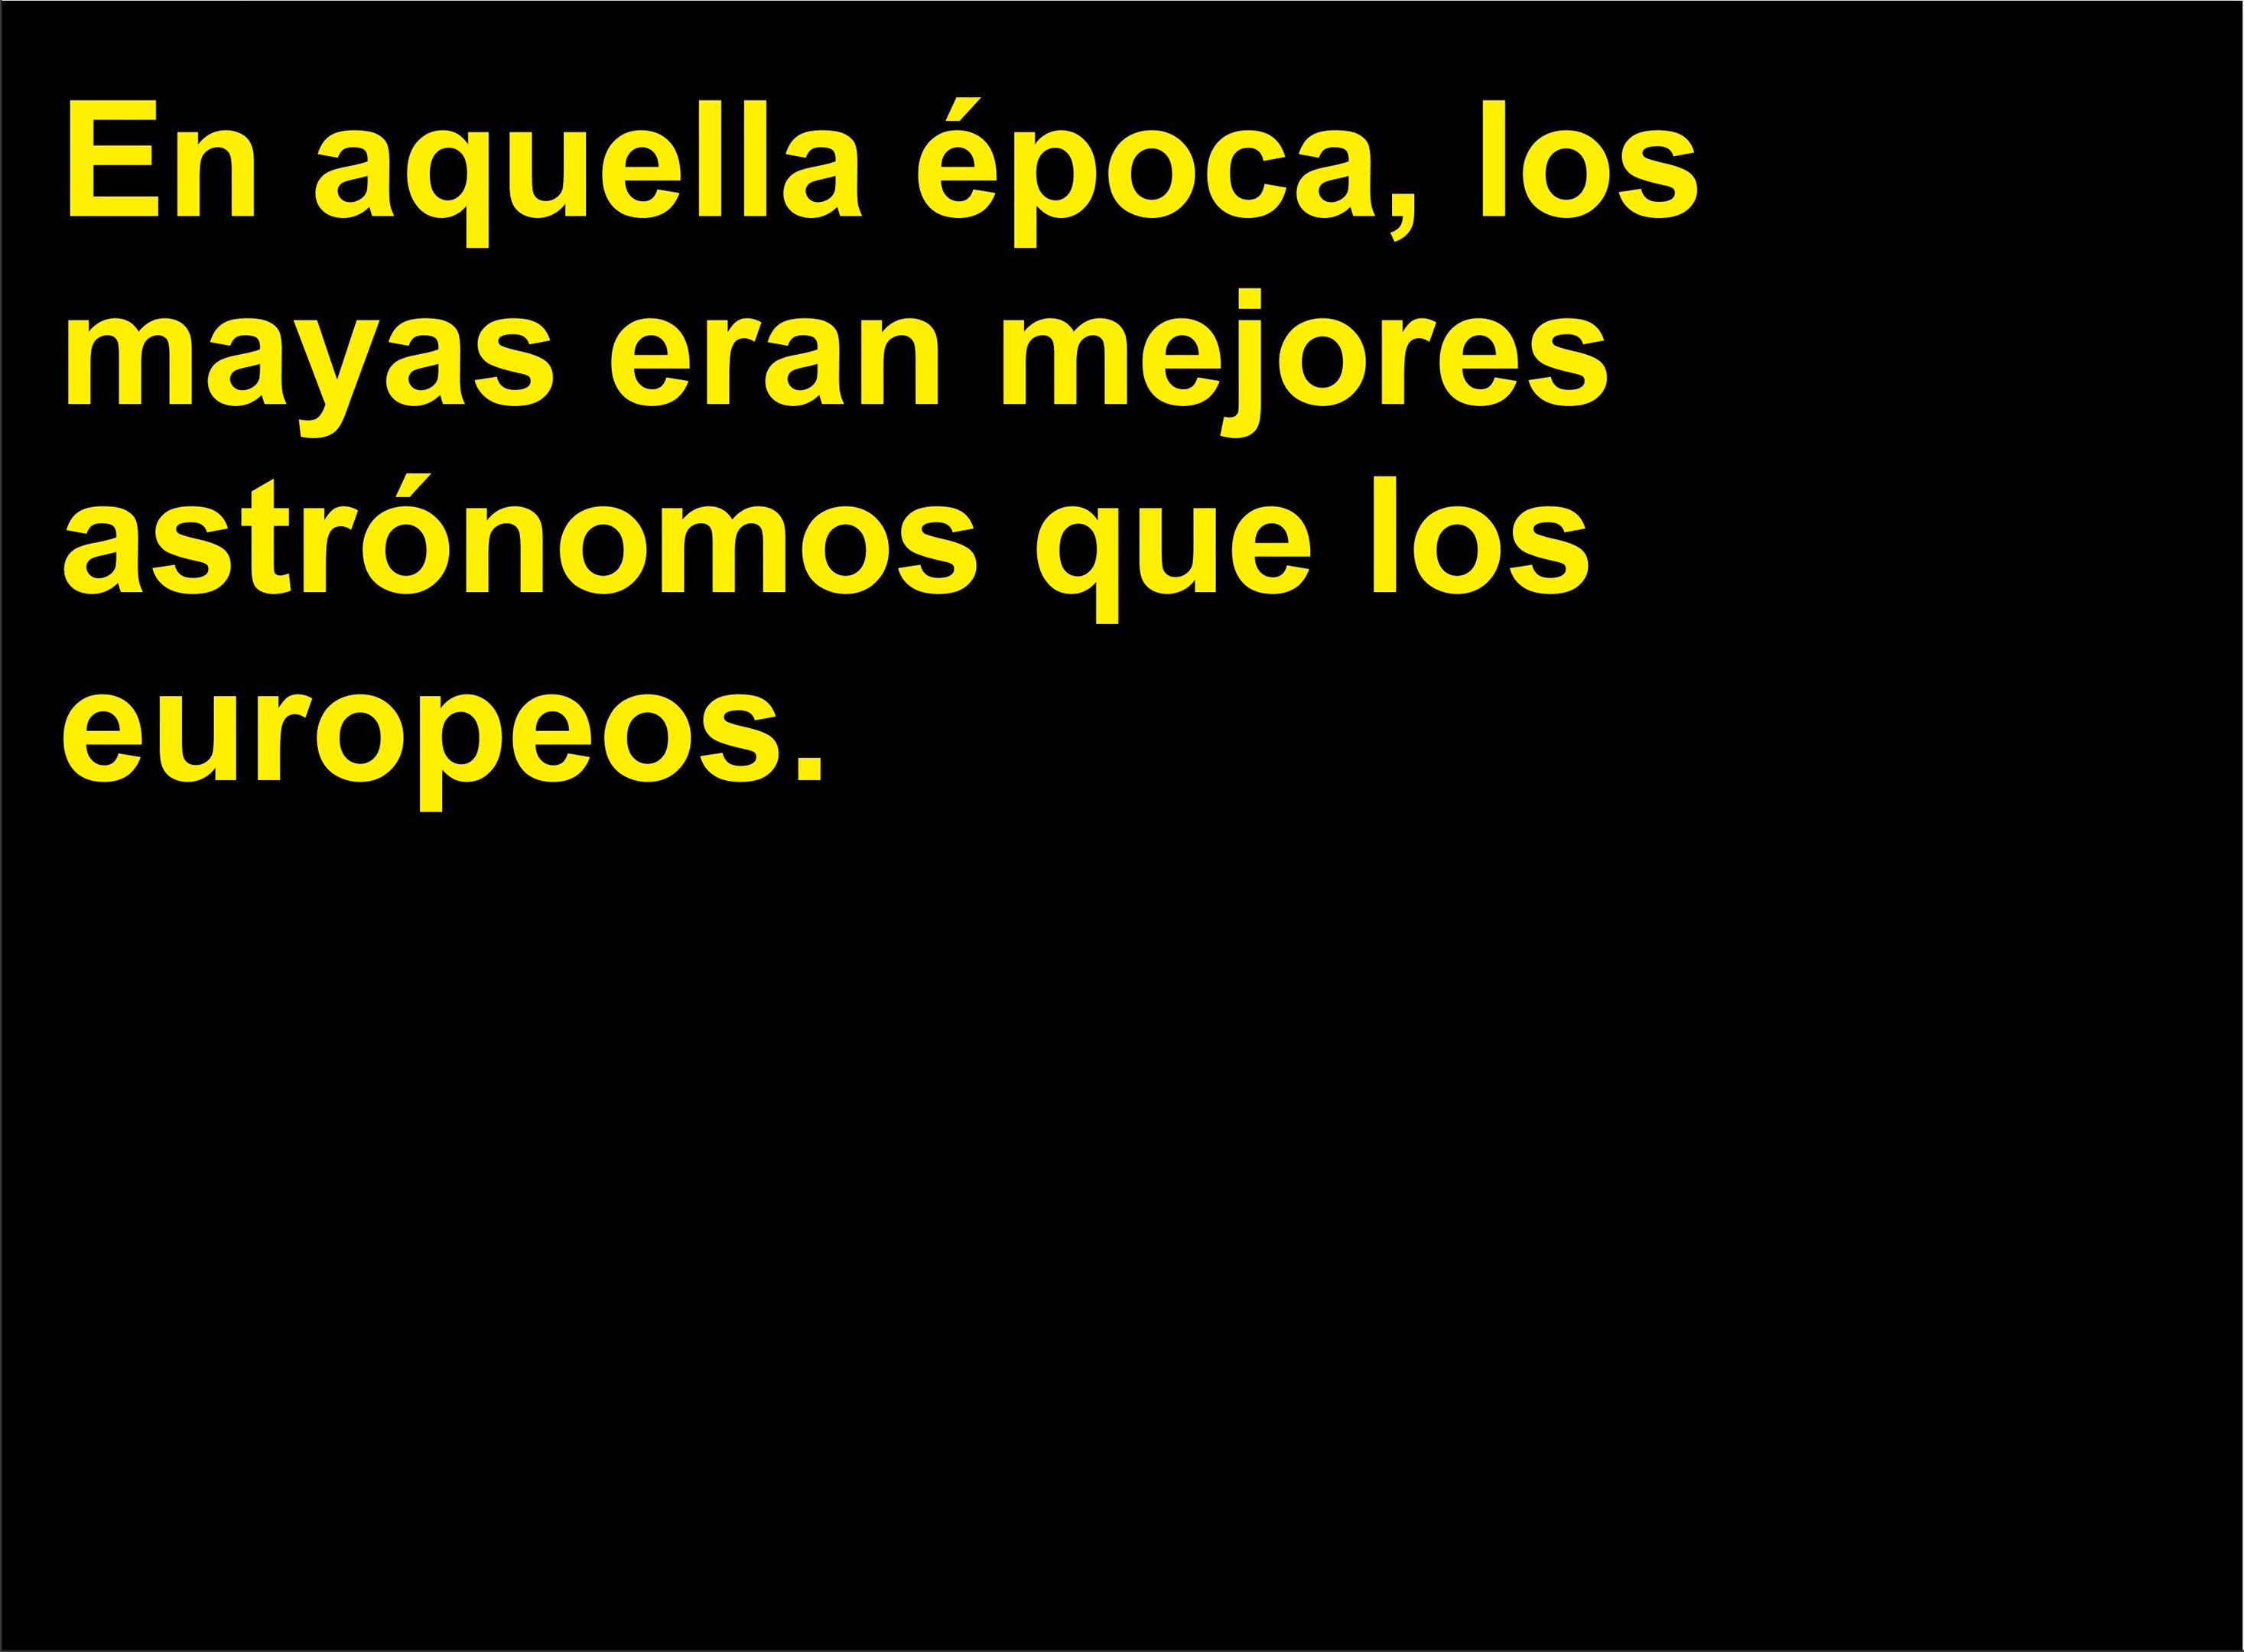 En aquella época, los
mayas eran mejores
astrónomos que los
europeos.